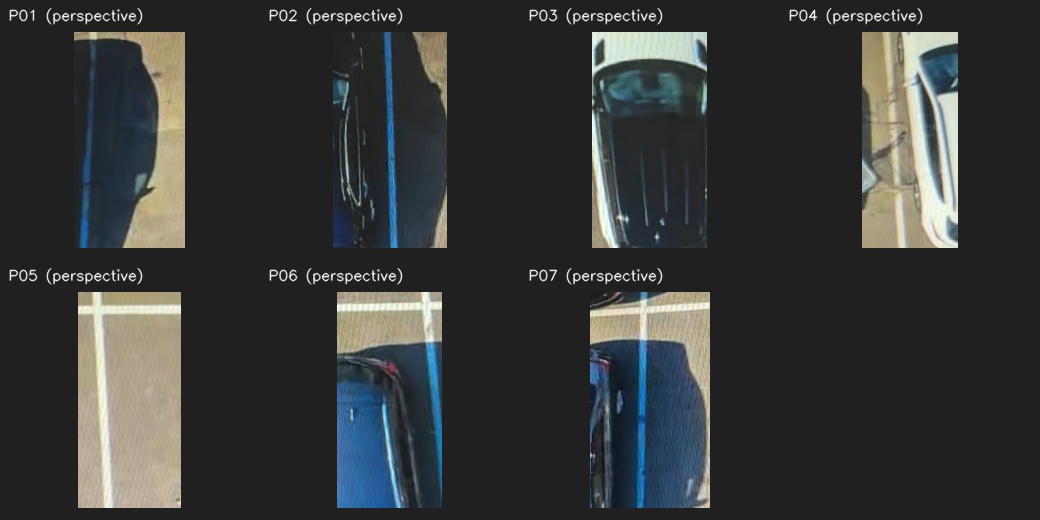 P01 (perspective)
P02 (perspective)
P03 (perspective)
P04 (perspective)
P05 (perspective)
P06 (perspective)
P07 (perspective)